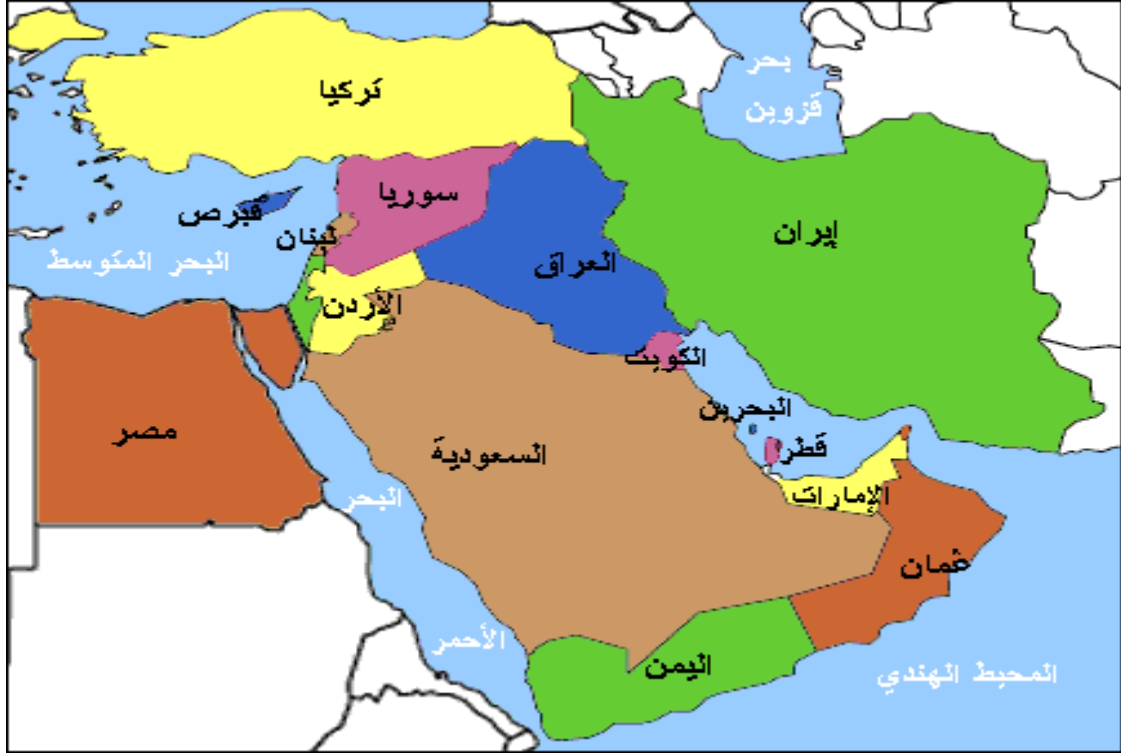 تركيا
بحر
قزوين
سوريا
قبرص
لبنان
إيران
العراق
البحر المتوسط
الأردن
الكويت
البحرين
مصر
السعودية
قطر
الإمارات
البحر
عُمان
الأحمر
اليمن
المحيط الهندي